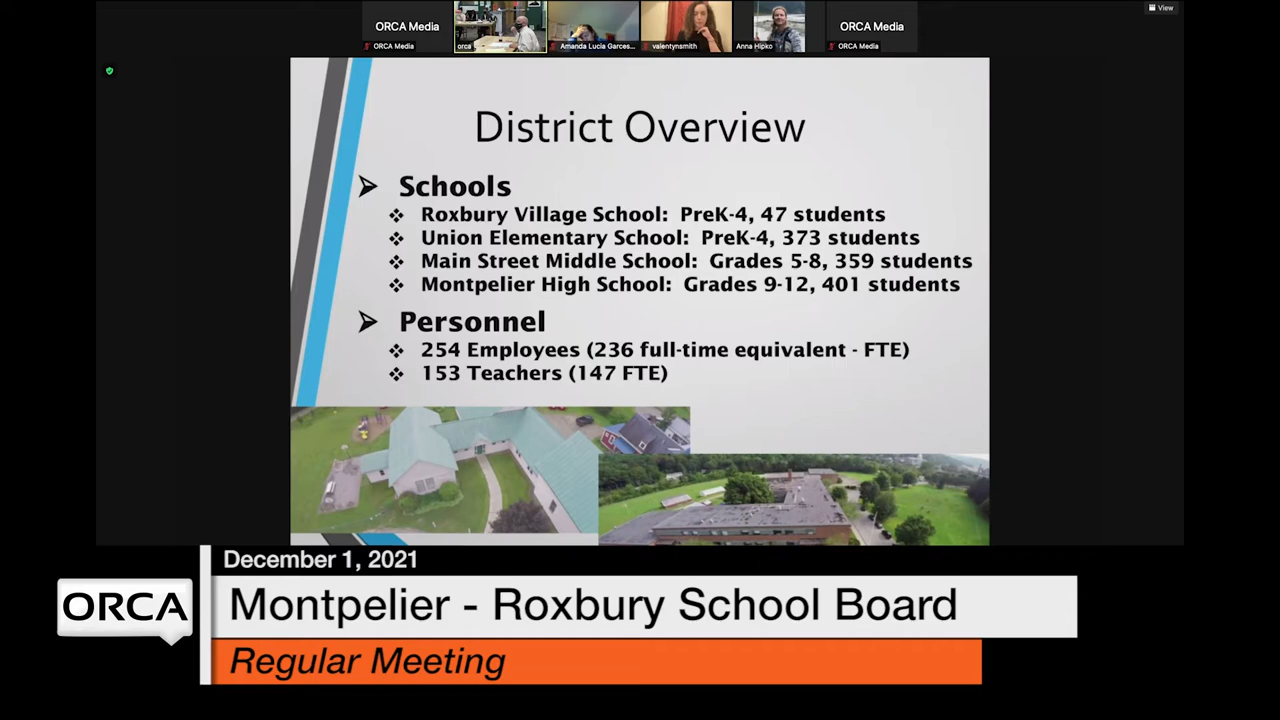 View
ORCA Media
ORCA Media
ORCA Media
orca
Amanda Lucia Garces...
valentynsmith
Anna Hipko
ORCA Media
District Overview
Schools
Roxbury Village School: PreK-4, 47 students
Union Elementary School: PreK-4, 373 students
Main Street Middle School: Grades 5-8, 359 students
Montpelier High School: Grades 9-12, 401 students
Personnel
254 Employees (236 full-time equivalent - FTE)
153 Teachers (147 FTE)
December 1, 2021
ORCA
Montpelier - Roxbury School Board
Regular Meeting